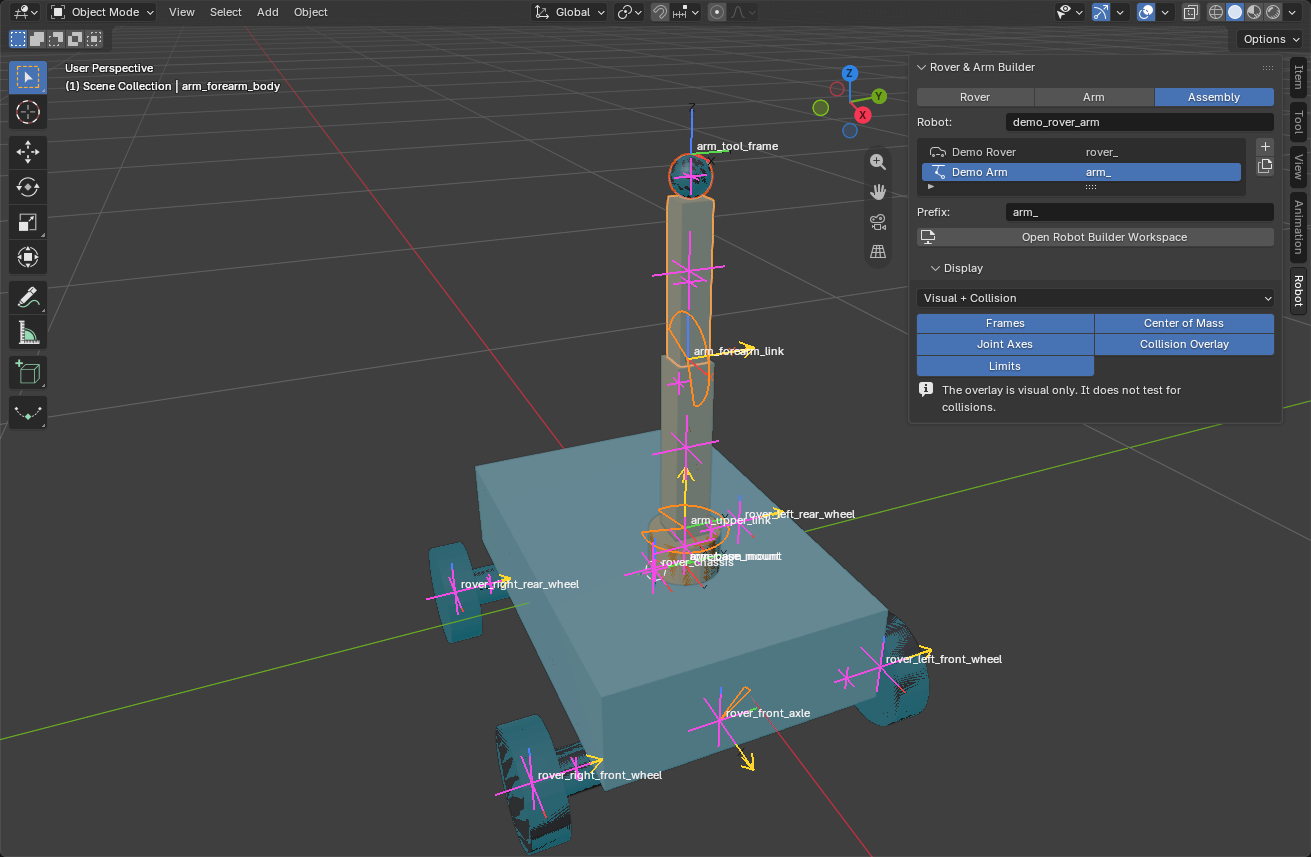 Object Mode
View
Select
Add
Object
Global
Options
User Perspective
(1) Scene Collection | arm_forearm_body
Z
Y
X
Rover & Arm Builder
Rover
Arm
Assembly
Robot:
demo_rover_arm
Demo Rover
rover_
Demo Arm
arm_
Prefix:
arm_
Open Robot Builder Workspace
Display
Visual + Collision
Frames
Center of Mass
Joint Axes
Collision Overlay
Limits
The overlay is visual only. It does not test for
collisions.
Item
Tool
View
Animation
Robot
arm_tool_frame
arm_forearm_link
rover_left_rear_wheel
arm_upper_link
rover_chassis
rover_right_rear_wheel
rover_left_front_wheel
rover_front_axle
rover_right_front_wheel